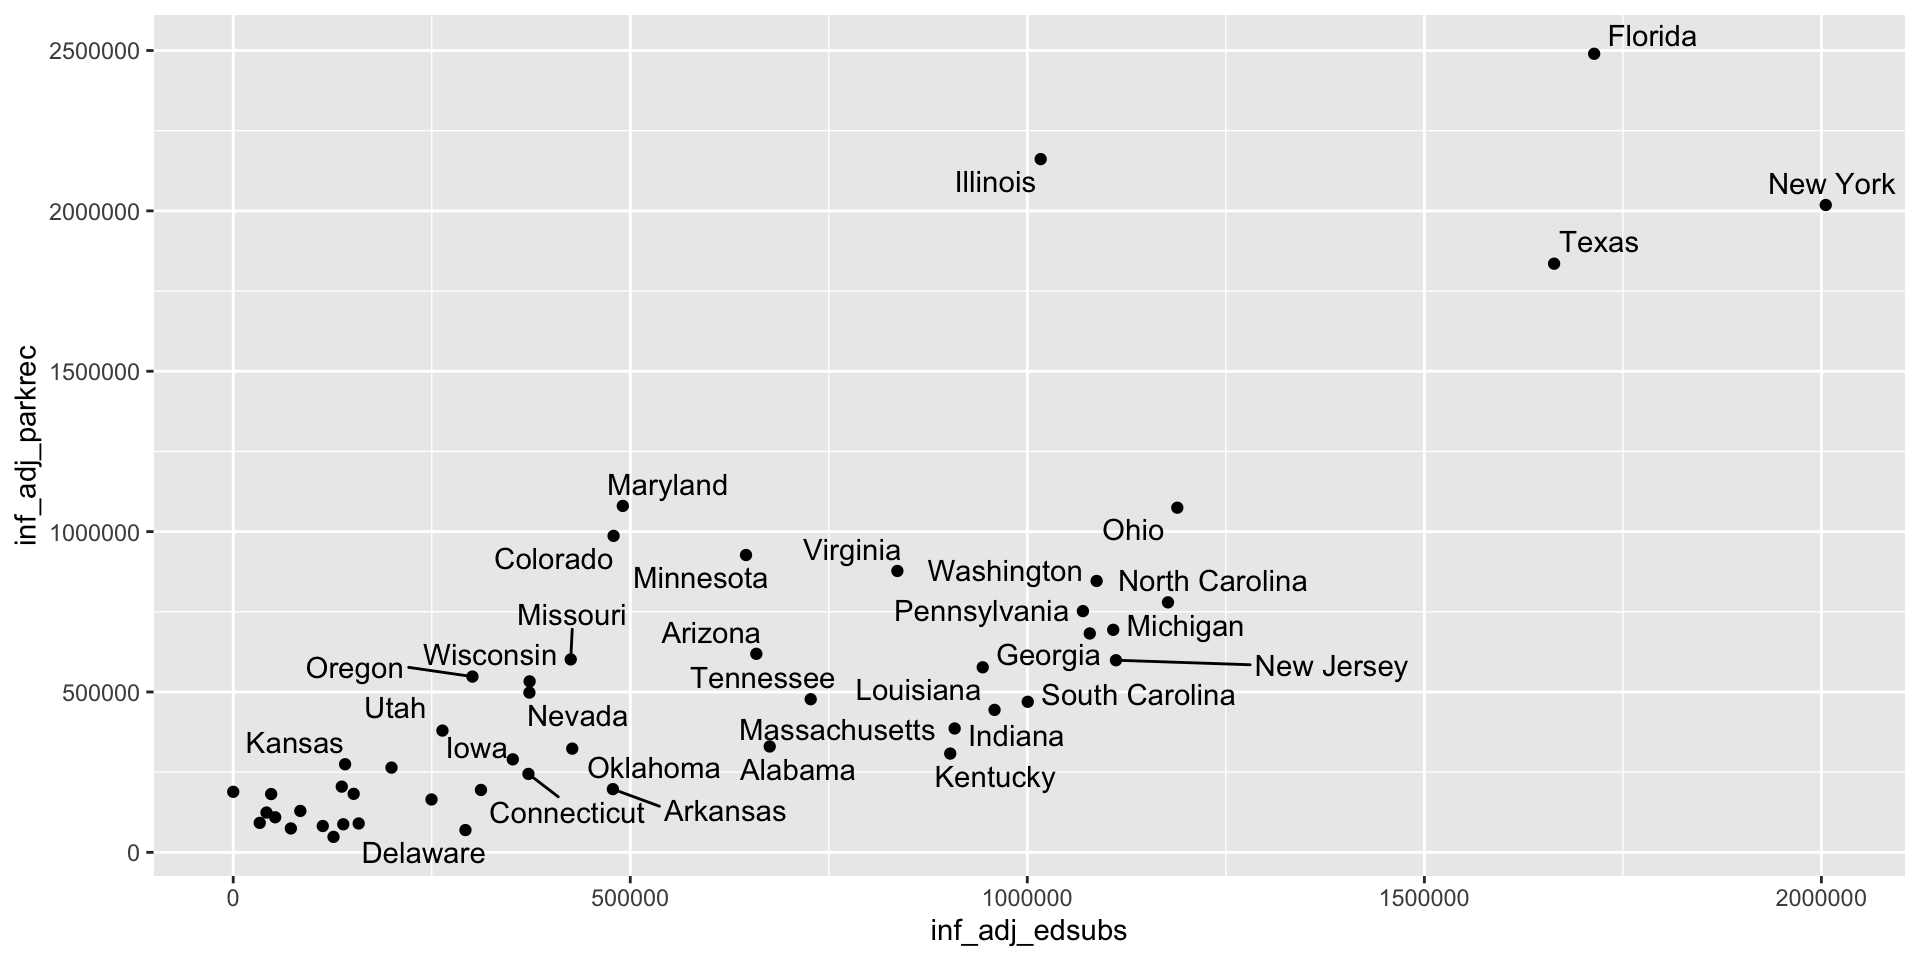 2500000
2000000
1500000
1000000
500000
0
inf_adj_parkrec
Florida
Illinois
New York
Texas
Maryland
Ohio
Colorado
Virginia
Minnesota
Washington
North Carolina
Pennsylvania
Missouri
Michigan
Arizona
Wisconsin
Georgia
Oregon
New Jersey
Tennessee
Louisiana
South Carolina
Utah
Nevada
Massachusetts
Indiana
Kansas
Iowa
Oklahoma
Alabama
Kentucky
Connecticut
Arkansas
Delaware
0
500000
1000000
1500000
2000000
inf_adj_edsubs